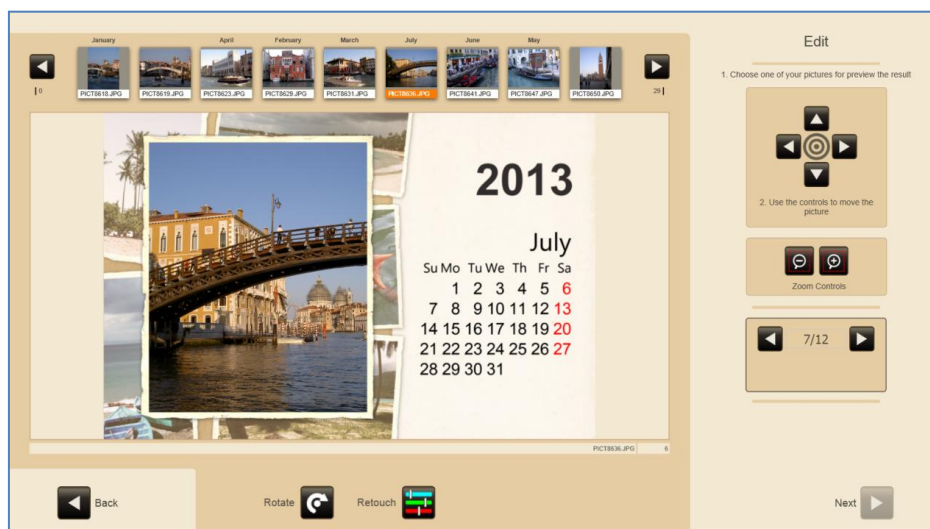 January April February March July June May
PICT8618.JPG PICT8619.JPG PICT8623.JPG PICT8629.JPG PICT8631.JPG PICT8636.JPG PICT8641.JPG PICT8647.JPG PICT8650.JPG
0 28
2013
July
Su Mo Tu We Th Fr Sa
1 2 3 4 5 6
7 8 9 10 11 12 13
14 15 16 17 18 19 20
21 22 23 24 25 26 27
28 29 30 31
PICT8636.JPG 6
Back
Rotate
Retouch
Edit
1. Choose one of your pictures for preview the result
2. Use the controls to move the
picture
Zoom Controls
7/12
Next